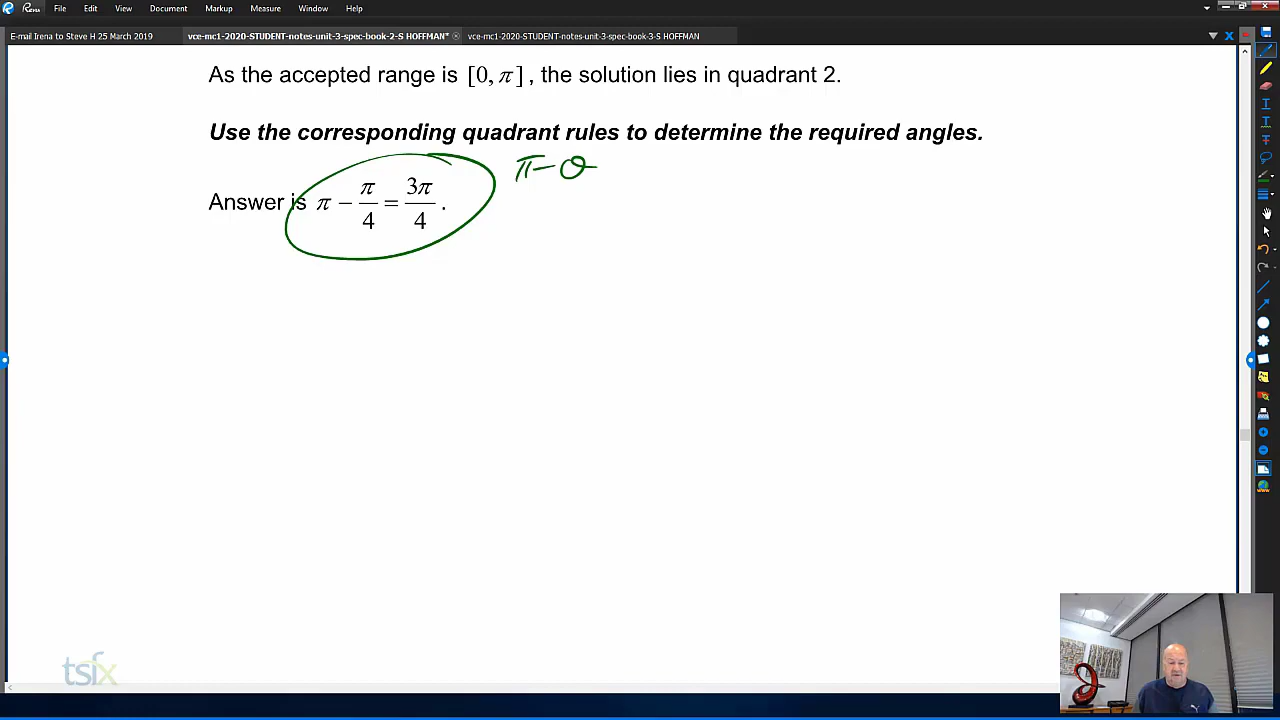 File Edit View Document Markup Measure Window Help
E-mail Irena to Steve H 25 March 2019
vce-mc1-2020-STUDENT-notes-unit-3-spec-book-2-S HOFFMAN*
vce-mc1-2020-STUDENT-notes-unit-3-spec-book-3-S HOFFMAN
As the accepted range is [0, π], the solution lies in quadrant 2.
Use the corresponding quadrant rules to determine the required angles.
π − θ
Answer is π − π/4 = 3π/4.
tsfx